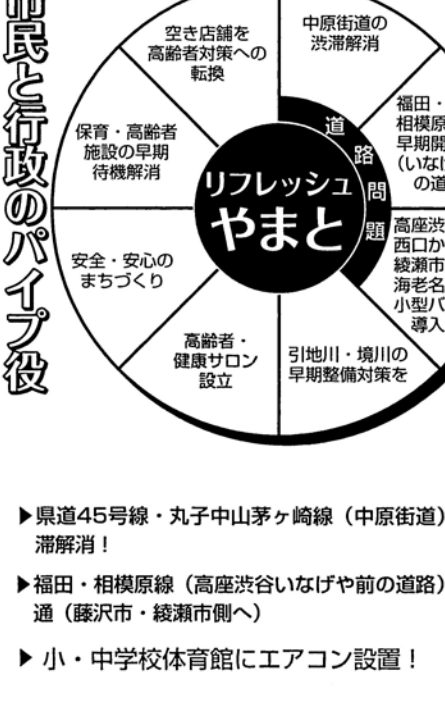 市民と行政のパイプ役
空き店舗を
高齢者対策への
転換
中原街道の
渋滞解消
保育・高齢者
施設の早期
待機解消
道路問題
福田・
相模原
早期開
(いなげ
の道
リフレッシュ
やまと
高座渋
西口か
綾瀬市
海老名
小型バ
導入
安全・安心の
まちづくり
高齢者・
健康サロン
設立
引地川・境川の
早期整備対策を
▶県道45号線・丸子中山茅ヶ崎線（中原街道）
滞解消！
▶福田・相模原線（高座渋谷いなげや前の道路）
通（藤沢市・綾瀬市側へ）
▶小・中学校体育館にエアコン設置！